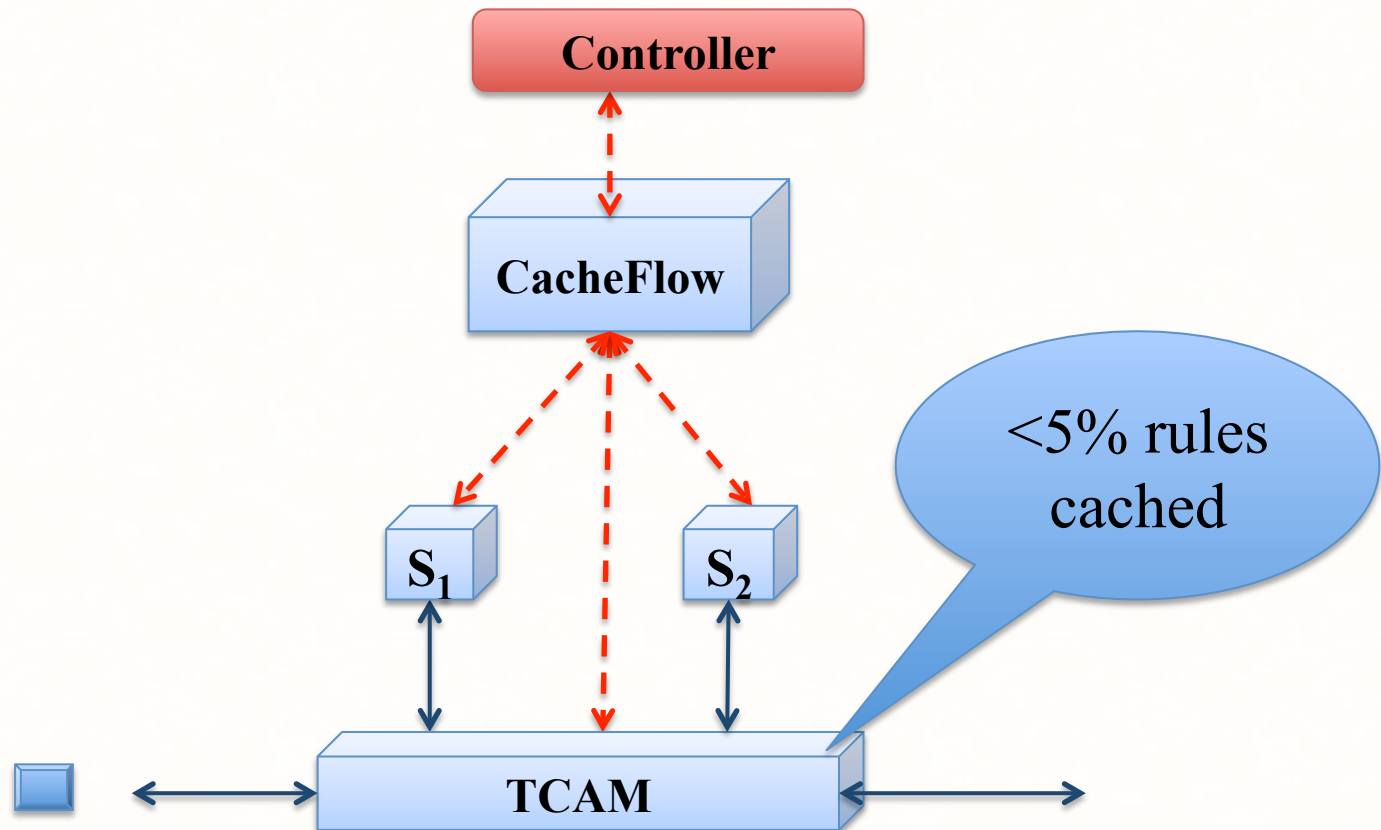 Controller
CacheFlow
<5% rules
cached
S₁
S₂
TCAM